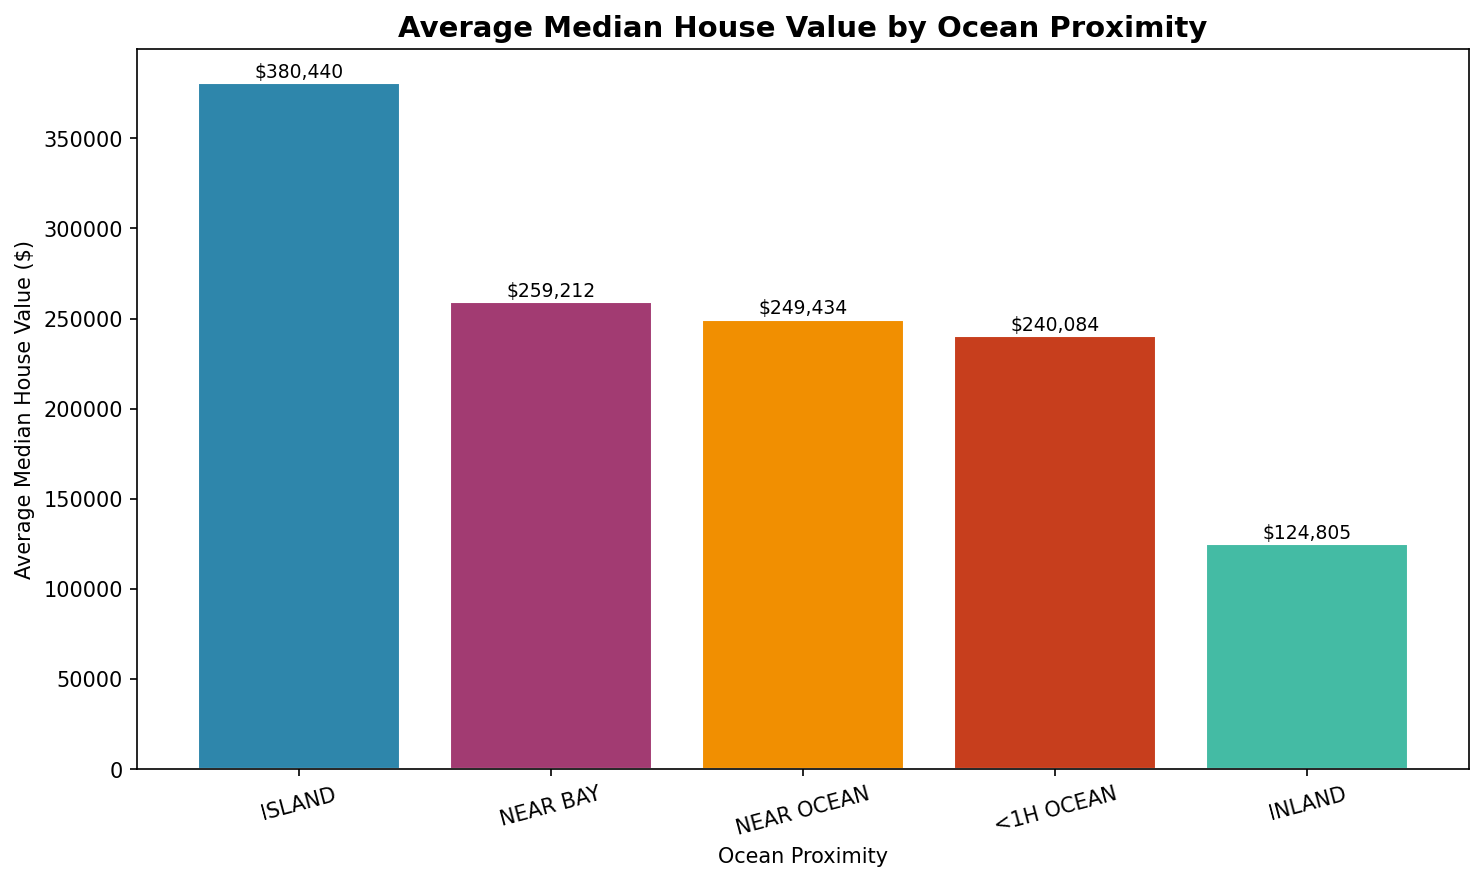 Average Median House Value by Ocean Proximity
Average Median House Value ($)
350000
300000
250000
200000
150000
100000
50000
0
$380,440
$259,212
$249,434
$240,084
$124,805
ISLAND
NEAR BAY
NEAR OCEAN
<1H OCEAN
INLAND
Ocean Proximity